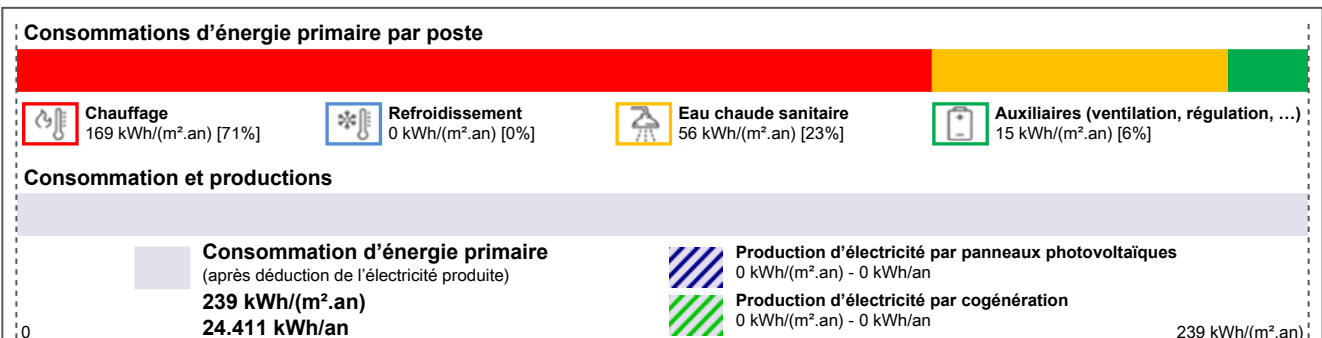 Consommations d’énergie primaire par poste
Chauffage
169 kWh/(m².an) [71%]
Refroidissement
0 kWh/(m².an) [0%]
Eau chaude sanitaire
56 kWh/(m².an) [23%]
Auxiliaires (ventilation, régulation, …)
15 kWh/(m².an) [6%]
Consommation et productions
Consommation d’énergie primaire
(après déduction de l’électricité produite)
239 kWh/(m².an)
24.411 kWh/an
Production d’électricité par panneaux photovoltaïques
0 kWh/(m².an) - 0 kWh/an
Production d’électricité par cogénération
0 kWh/(m².an) - 0 kWh/an
0
239 kWh/(m².an)